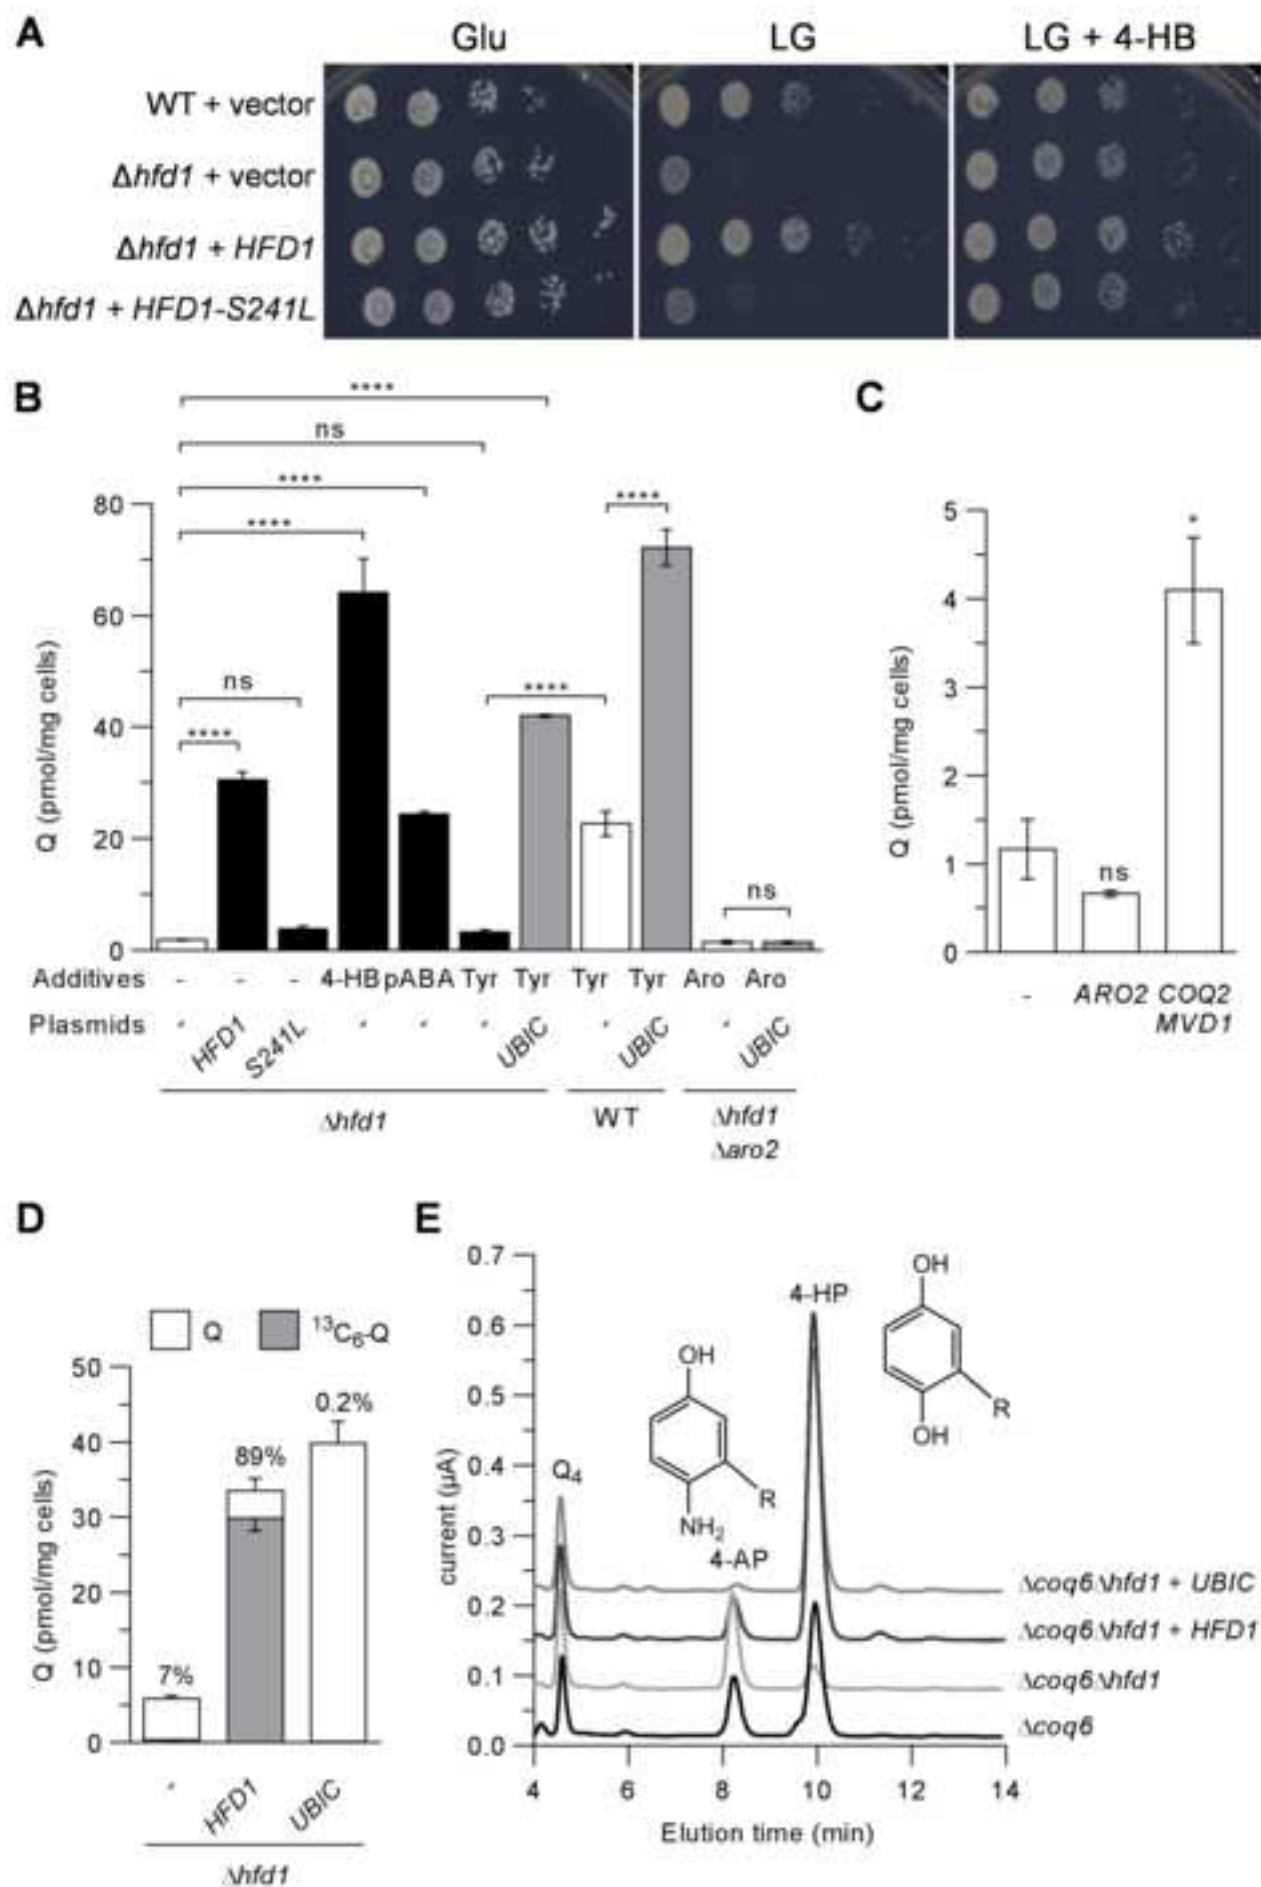 A
Glu LG LG + 4-HB
WT + vector
Δhfd1 + vector
Δhfd1 + HFD1
Δhfd1 + HFD1-S241L
B
C
****
ns
****
****
****
ns
****
****
ns
80
60
40
20
0
Q (pmol/mg cells)
Additives - - - 4-HB pABA Tyr Tyr Tyr Tyr Aro Aro
Plasmids - HFD1 S241L - - - UBIC - UBIC - UBIC
Δhfd1 WT Δhfd1
Δaro2
5
4
3
2
1
0
Q (pmol/mg cells)
*
ns
- ARO2 COQ2
MVD1
D
Q 13C6-Q
50
40
30
20
10
0
Q (pmol/mg cells)
7%
89%
0.2%
- HFD1 UBIC
Δhfd1
E
0.7
0.6
0.5
0.4
0.3
0.2
0.1
0.0
current (µA)
Q4
OH
R
NH2
4-AP
4-HP
OH
R
OH
Δcoq6Δhfd1 + UBIC
Δcoq6Δhfd1 + HFD1
Δcoq6Δhfd1
Δcoq6
4 6 8 10 12 14
Elution time (min)